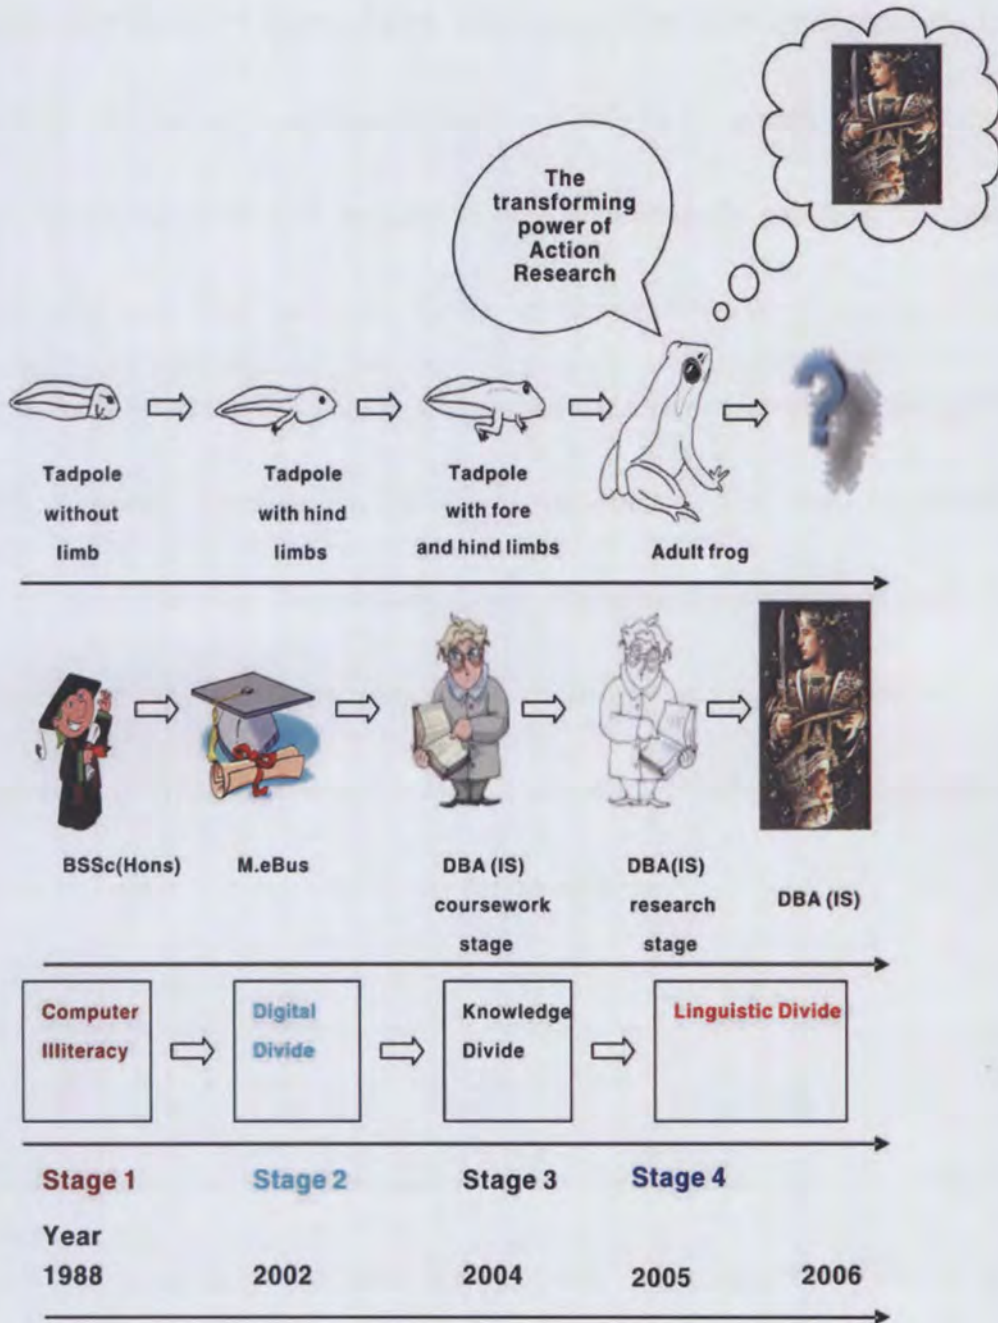 The
transforming
power of
Action
Research
Tadpole
without
limb
Tadpole
with hind
limbs
Tadpole
with fore
and hind limbs
Adult frog
?
BSSc(Hons)
M.eBus
DBA (IS)
coursework
stage
DBA(IS)
research
stage
DBA (IS)
Computer
Illiteracy
Digital
Divide
Knowledge
Divide
Linguistic Divide
Stage 1
Stage 2
Stage 3
Stage 4
Year
1988
2002
2004
2005
2006